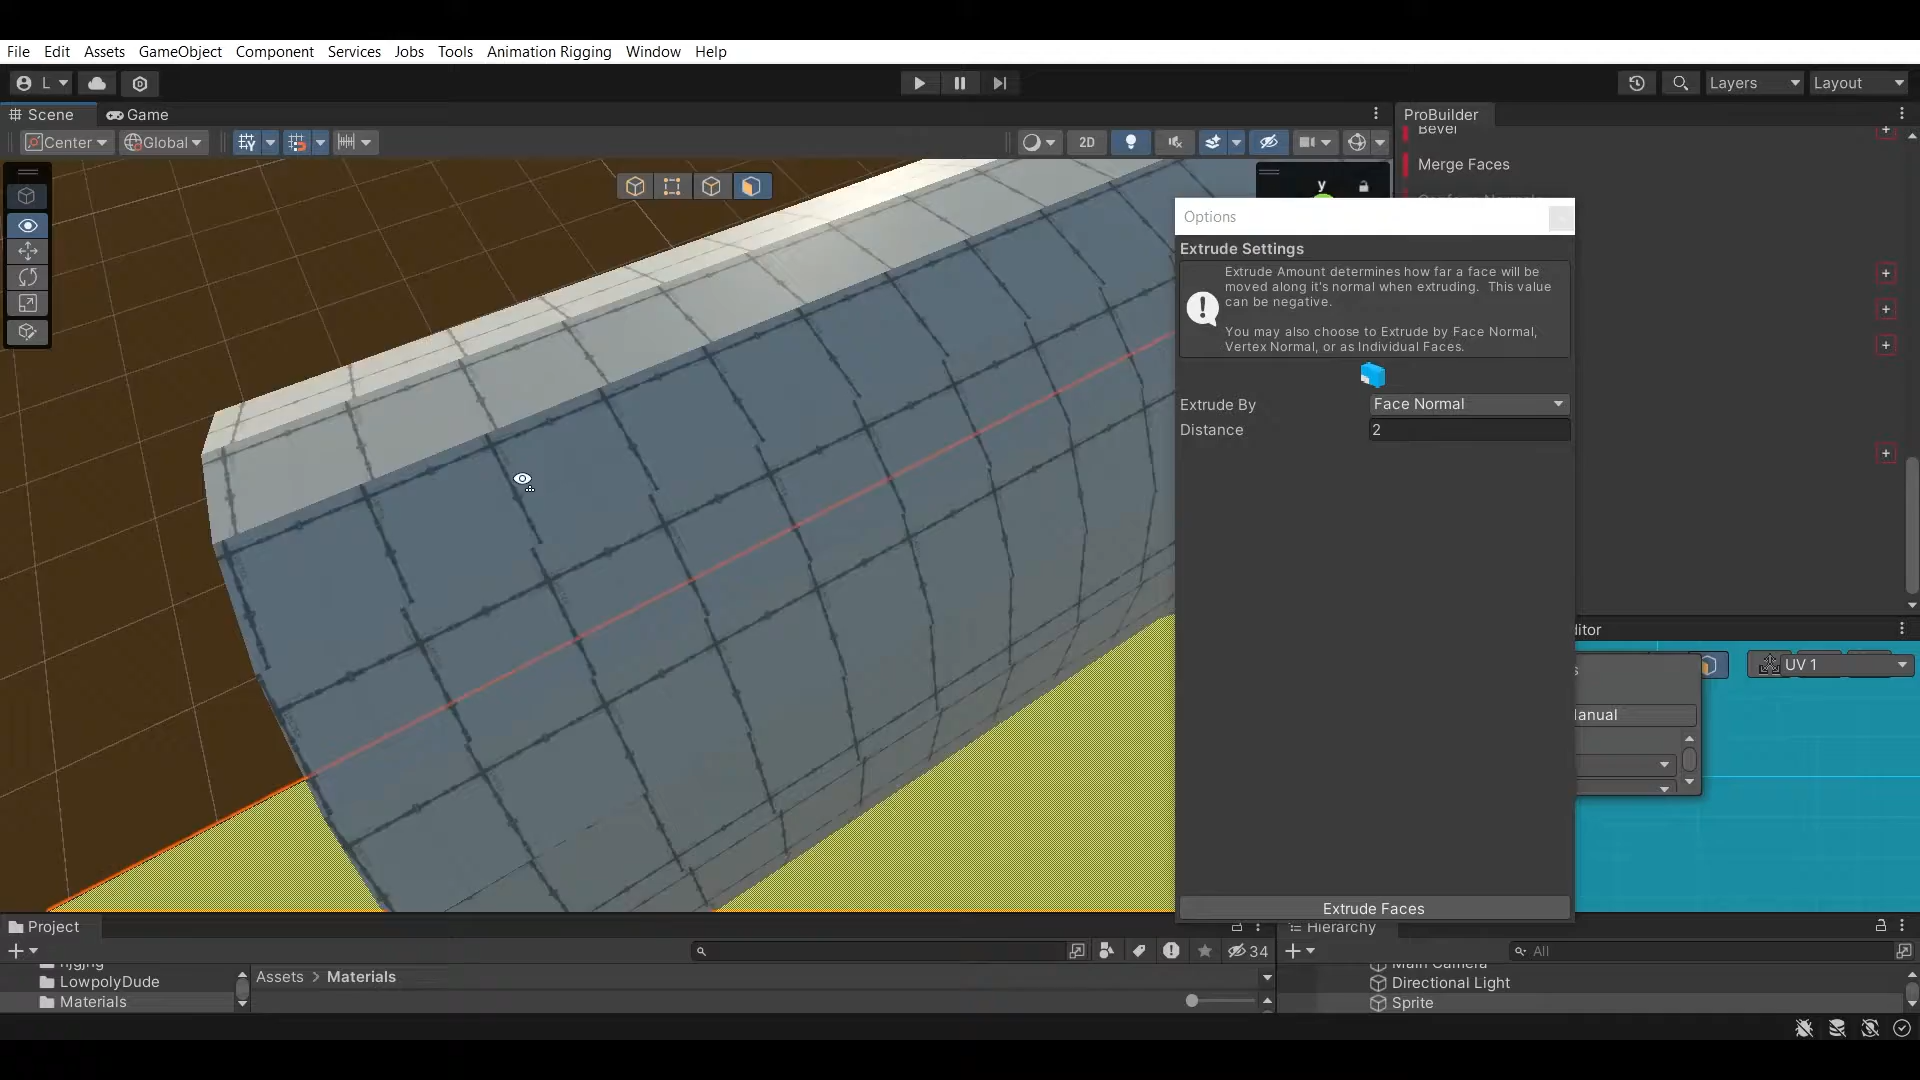 File Edit Assets GameObject Component Services Jobs Tools Animation Rigging Window Help
L Layers Layout
Scene Game ProBuilder
Center Global 2D Bevel
Merge Faces
y
Options
Extrude Settings
Extrude Amount determines how far a face will be
moved along it's normal when extruding. This value
can be negative.
You may also choose to Extrude by Face Normal,
Vertex Normal, or as Individual Faces.
Extrude By Face Normal
Distance 2
UV 1
Extrude Faces
Project Hierarchy
34 All
Main Camera
LowpolyDude Assets > Materials Directional Light
Materials Sprite